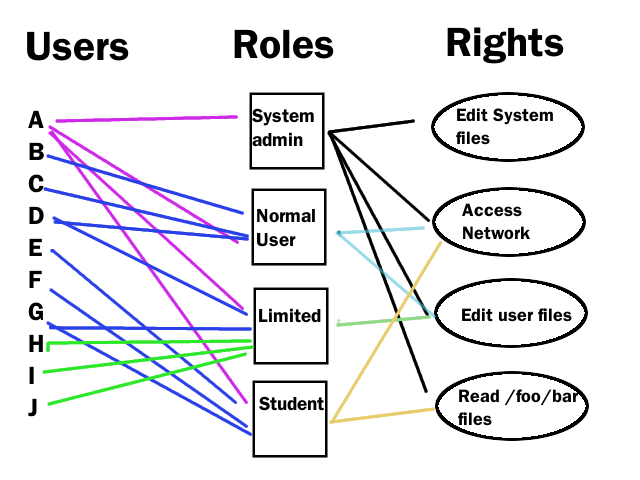 Users
Roles
Rights
A
B
C
D
E
F
G
H
I
J
System
admin
Normal
User
Limited
Student
Edit System
files
Access
Network
Edit user files
Read /foo/bar
files